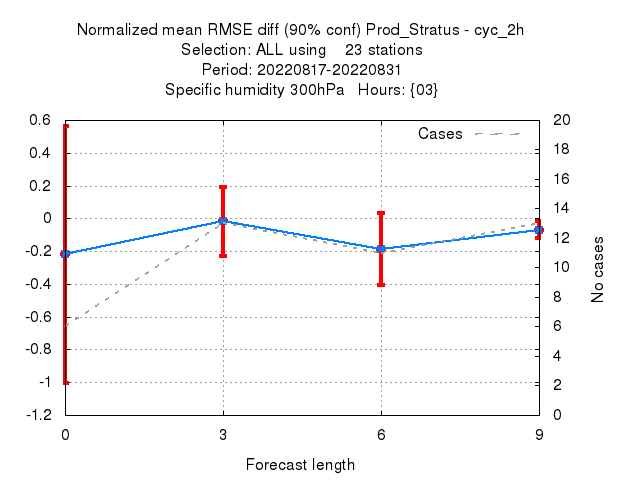 Normalized mean RMSE diff (90% conf) Prod_Stratus - cyc_2h
Selection: ALL using    23 stations
Period: 20220817-20220831
Specific humidity 300hPa   Hours: {03}
0.6
0.4
0.2
0
-0.2
-0.4
-0.6
-0.8
-1
-1.2
Cases
20
18
16
14
12
10
8
6
4
2
0
No cases
0 3 6 9
Forecast length